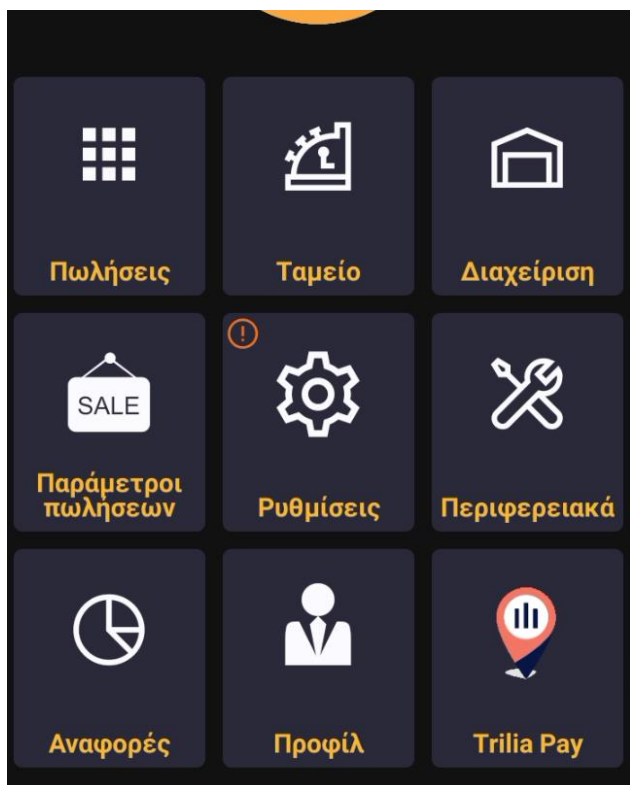 Πωλήσεις
Ταμείο
Διαχείριση
SALE
Παράμετροι
πωλήσεων
Ρυθμίσεις
Περιφερειακά
Αναφορές
Προφίλ
Trilia Pay